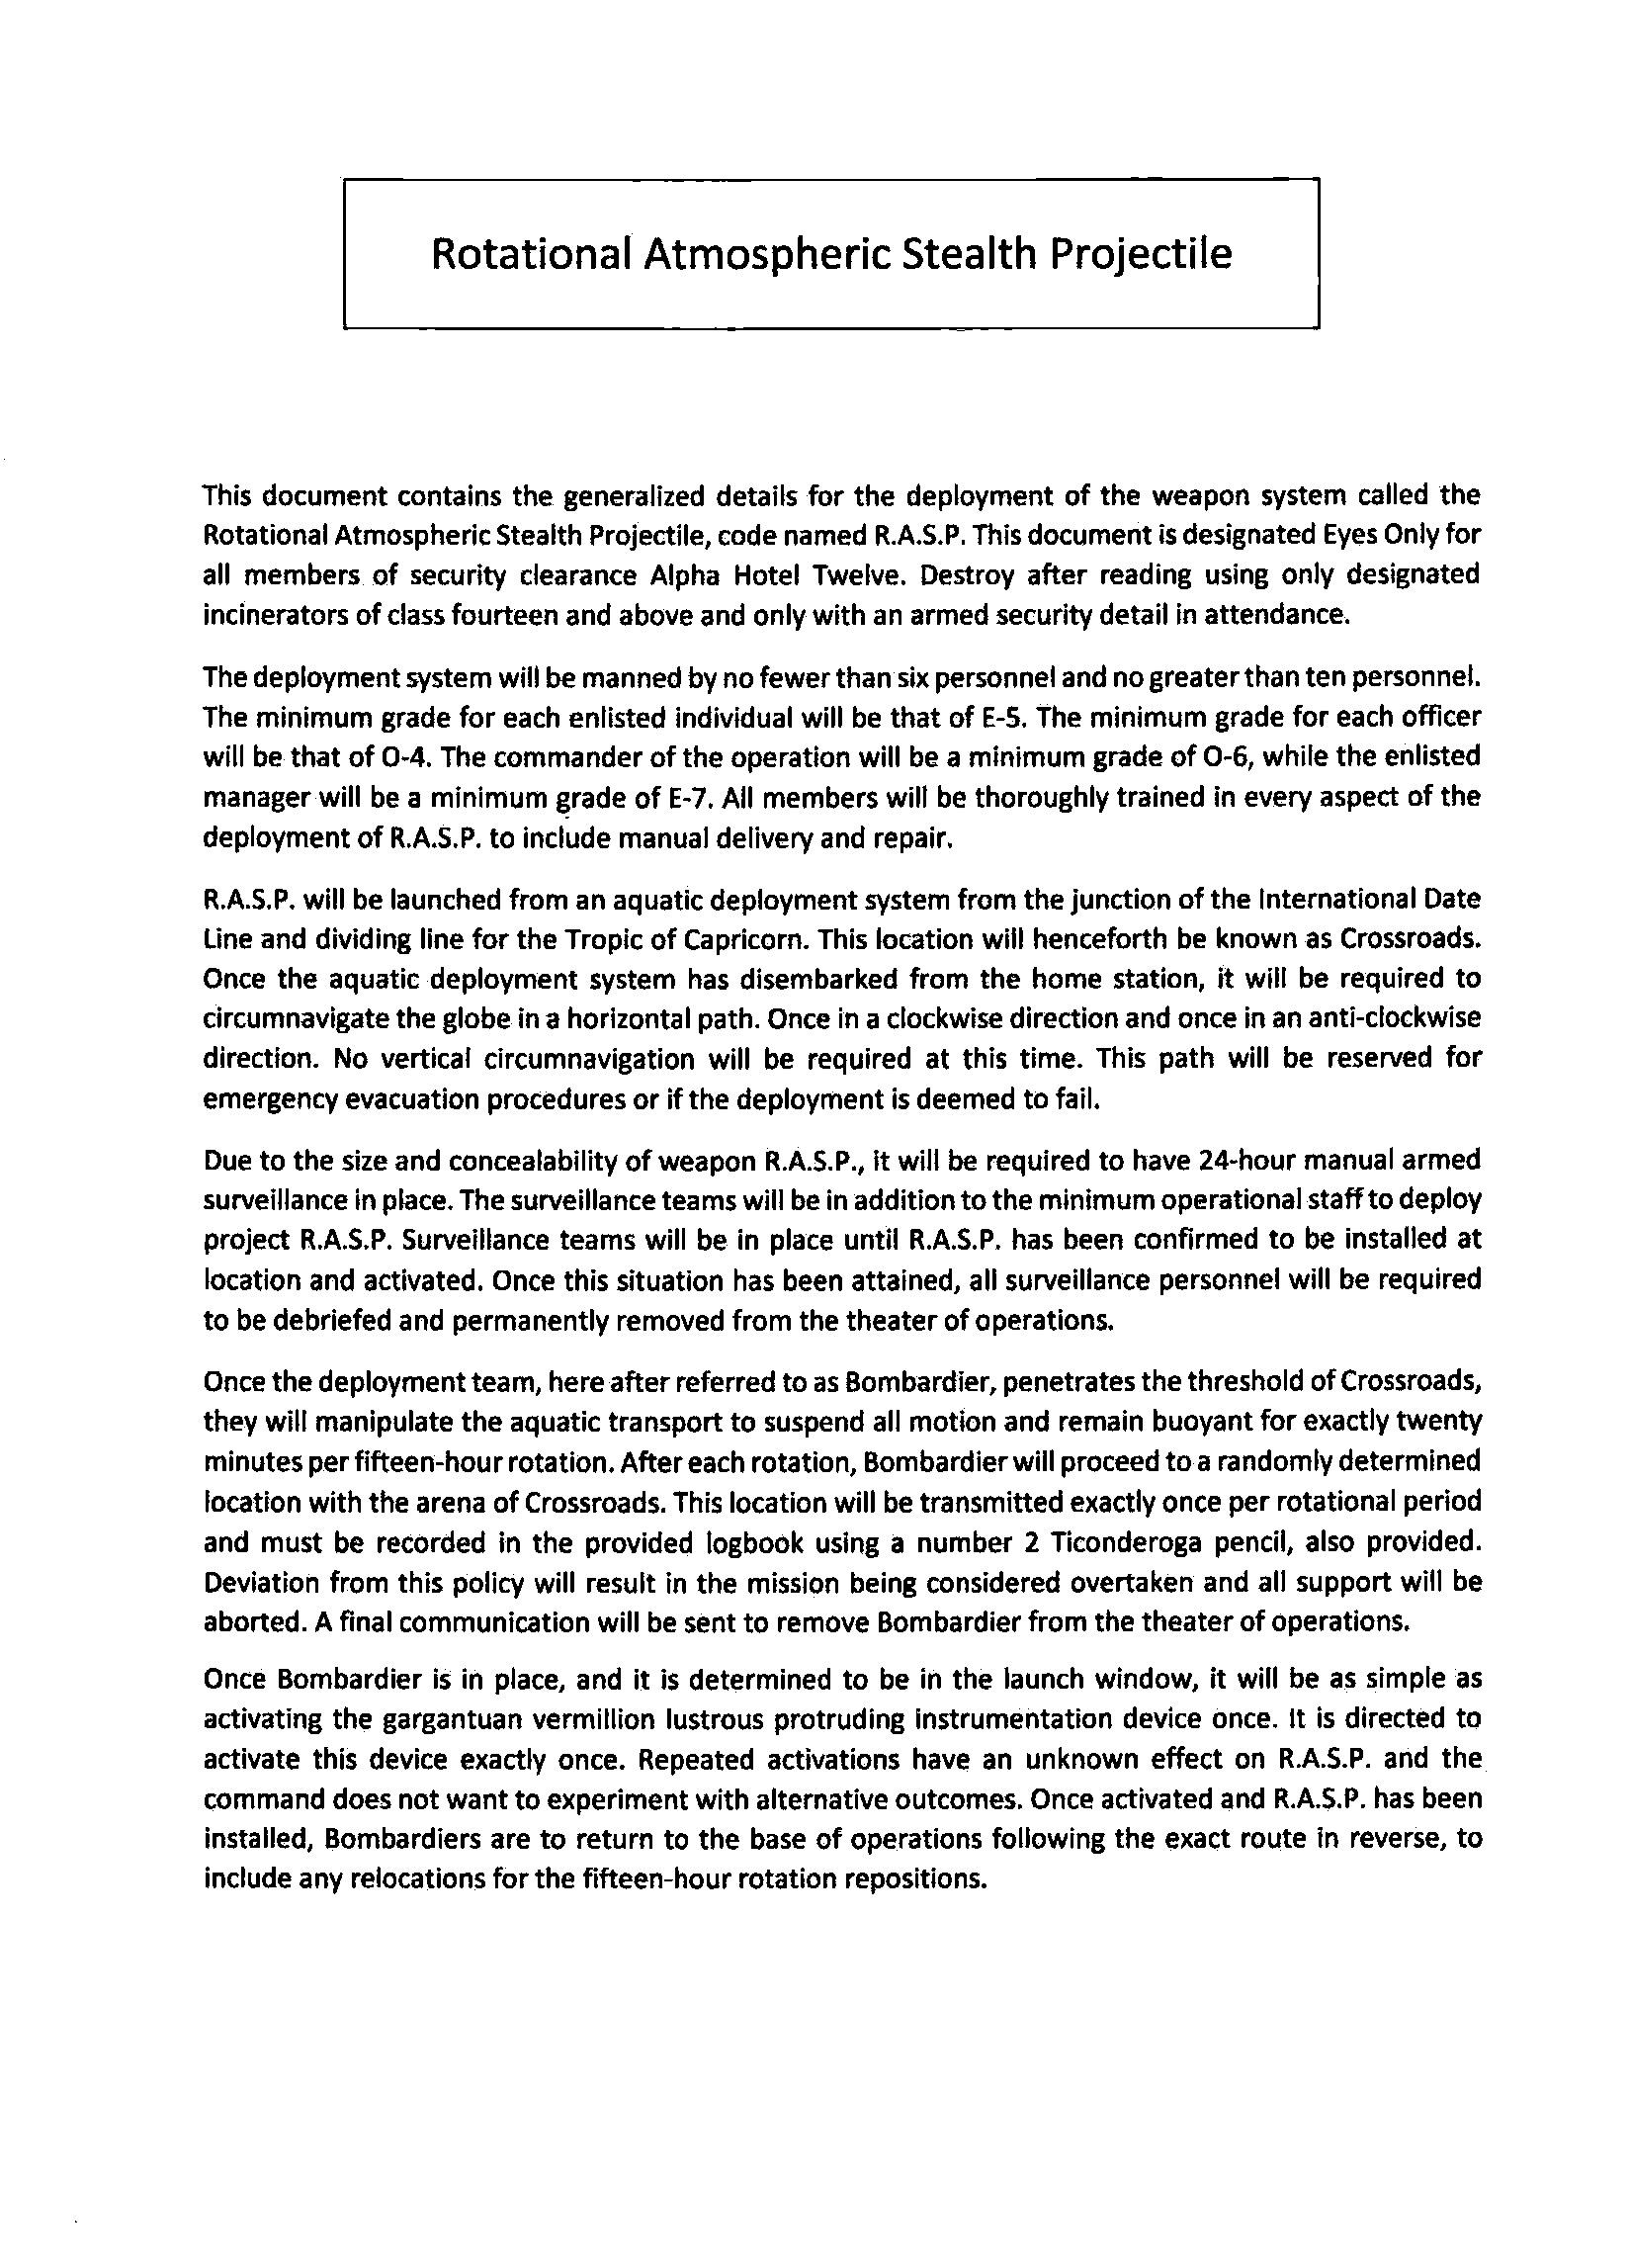 Rotational Atmospheric Stealth Projectile
This document contains the generalized details for the deployment of the weapon system called the
Rotational Atmospheric Stealth Projectile, code named R.A.S.P. This document is designated Eyes Only for
all members of security clearance Alpha Hotel Twelve. Destroy after reading using only designated
incinerators of class fourteen and above and only with an armed security detail in attendance.
The deployment system will be manned by no fewer than six personnel and no greater than ten personnel.
The minimum grade for each enlisted individual will be that of E-5. The minimum grade for each officer
will be that of O-4. The commander of the operation will be a minimum grade of O-6, while the enlisted
manager will be a minimum grade of E-7. All members will be thoroughly trained in every aspect of the
deployment of R.A.S.P. to include manual delivery and repair.
R.A.S.P. will be launched from an aquatic deployment system from the junction of the International Date
Line and dividing line for the Tropic of Capricorn. This location will henceforth be known as Crossroads.
Once the aquatic deployment system has disembarked from the home station, it will be required to
circumnavigate the globe in a horizontal path. Once in a clockwise direction and once in an anti-clockwise
direction. No vertical circumnavigation will be required at this time. This path will be reserved for
emergency evacuation procedures or if the deployment is deemed to fail.
Due to the size and concealability of weapon R.A.S.P., it will be required to have 24-hour manual armed
surveillance in place. The surveillance teams will be in addition to the minimum operational staff to deploy
project R.A.S.P. Surveillance teams will be in place until R.A.S.P. has been confirmed to be installed at
location and activated. Once this situation has been attained, all surveillance personnel will be required
to be debriefed and permanently removed from the theater of operations.
Once the deployment team, here after referred to as Bombardier, penetrates the threshold of Crossroads,
they will manipulate the aquatic transport to suspend all motion and remain buoyant for exactly twenty
minutes per fifteen-hour rotation. After each rotation, Bombardier will proceed to a randomly determined
location with the arena of Crossroads. This location will be transmitted exactly once per rotational period
and must be recorded in the provided logbook using a number 2 Ticonderoga pencil, also provided.
Deviation from this policy will result in the mission being considered overtaken and all support will be
aborted. A final communication will be sent to remove Bombardier from the theater of operations.
Once Bombardier is in place, and it is determined to be in the launch window, it will be as simple as
activating the gargantuan vermillion lustrous protruding instrumentation device once. It is directed to
activate this device exactly once. Repeated activations have an unknown effect on R.A.S.P. and the
command does not want to experiment with alternative outcomes. Once activated and R.A.S.P. has been
installed, Bombardiers are to return to the base of operations following the exact route in reverse, to
include any relocations for the fifteen-hour rotation repositions.